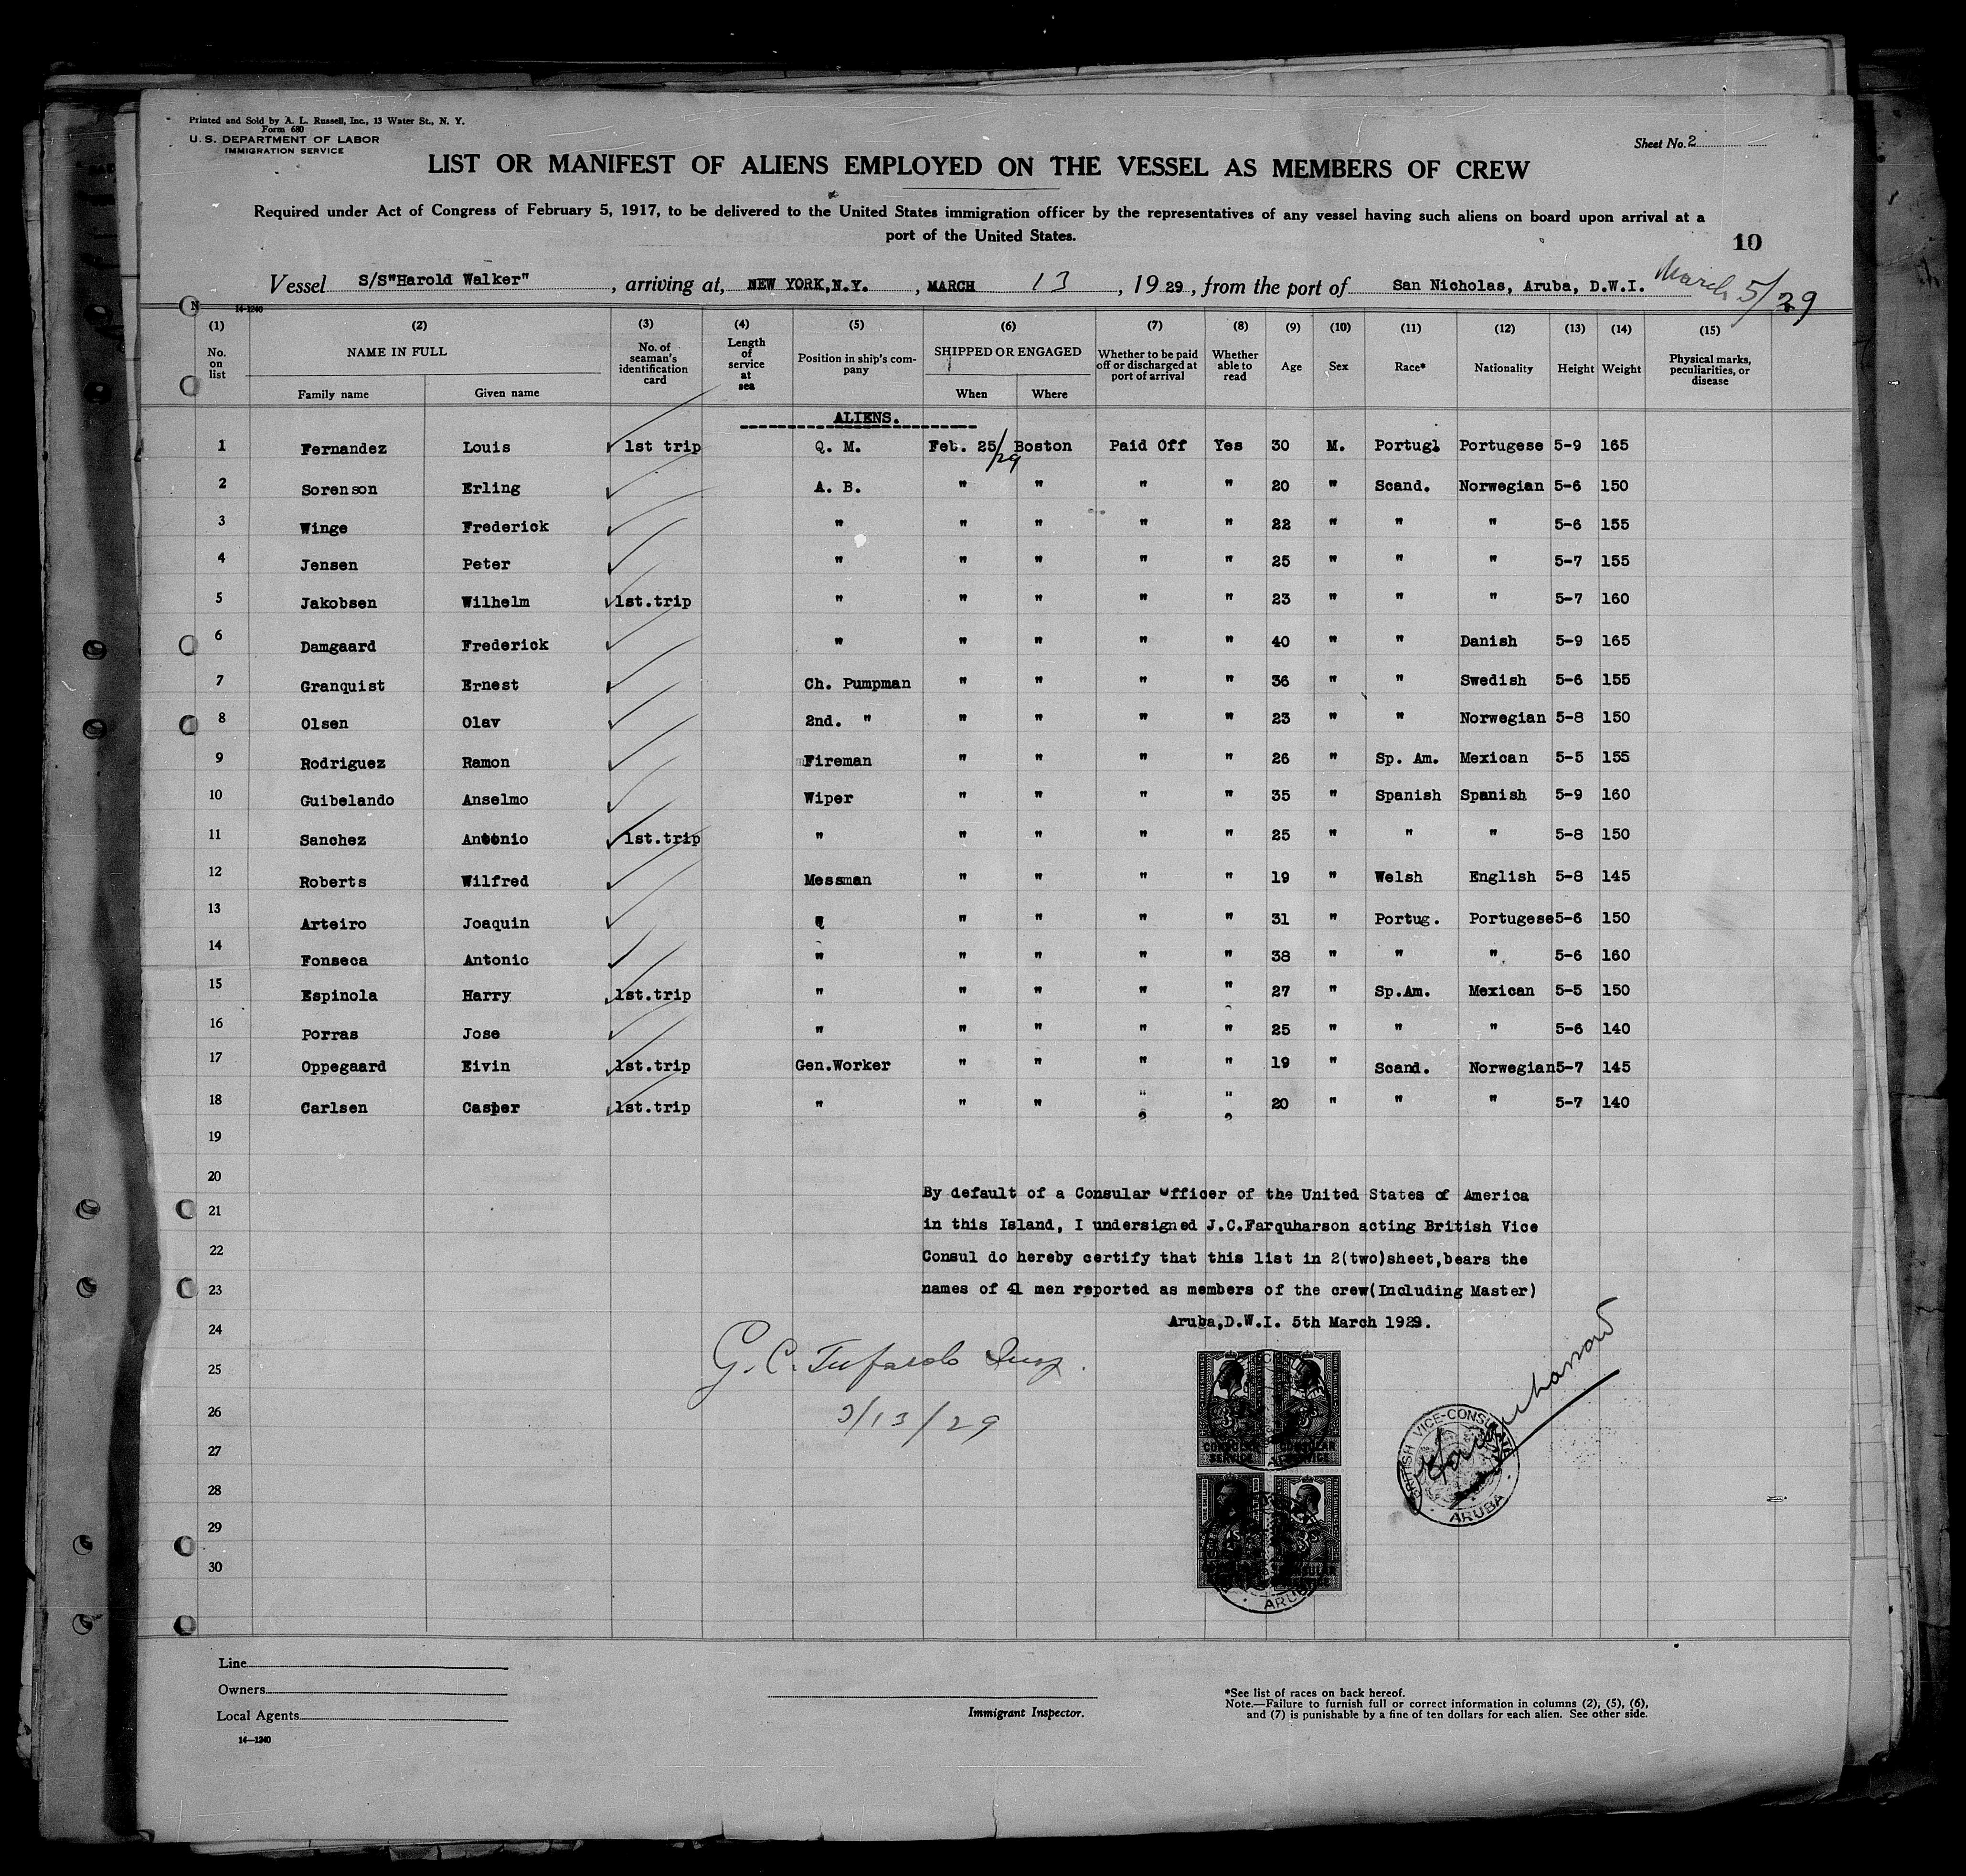 Printed and Sold by A. L. Russell, Inc., 13 Water St., N. Y.
Form 680
U. S. DEPARTMENT OF LABOR
IMMIGRATION SERVICE
Sheet No. 2
LIST OR MANIFEST OF ALIENS EMPLOYED ON THE VESSEL AS MEMBERS OF CREW
Required under Act of Congress of February 5, 1917, to be delivered to the United States immigration officer by the representatives of any vessel having such aliens on board upon arrival at a
port of the United States.
10
Vessel S/S"Harold Walker", arriving at, NEW YORK,N.Y., MARCH 13, 1929, from the port of San Nicholas, Aruba, D.W.I. March 5/29
14-1240
(1) (2) (3) (4) (5) (6) (7) (8) (9) (10) (11) (12) (13) (14) (15)
No. on list NAME IN FULL Family name Given name No. of seaman's identification card Length of service at sea Position in ship's company SHIPPED OR ENGAGED When Where Whether to be paid off or discharged at port of arrival Whether able to read Age Sex Race* Nationality Height Weight Physical marks, peculiarities, or disease
ALIENS.
1 Fernandez Louis 1st trip Q. M. Feb. 25/29 Boston Paid Off Yes 30 M. Portugl Portugese 5-9 165
2 Sorenson Erling A. B. " " " " 20 " Scand. Norwegian 5-6 150
3 Winge Frederick " " " " " 22 " " " 5-6 155
4 Jensen Peter " " " " " 25 " " " 5-7 155
5 Jakobsen Wilhelm 1st.trip " " " " " 23 " " " 5-7 160
6 Damgaard Frederick " " " " " 40 " " Danish 5-9 165
7 Granquist Ernest Ch. Pumpman " " " " 36 " " Swedish 5-6 155
8 Olsen Olav 2nd. " " " " " 23 " " Norwegian 5-8 150
9 Rodriguez Ramon Fireman " " " " 26 " Sp. Am. Mexican 5-5 155
10 Guibelando Anselmo Wiper " " " " 35 " Spanish Spanish 5-9 160
11 Sanchez Antonio 1st.trip " " " " " 25 " " " 5-8 150
12 Roberts Wilfred Messman " " " " 19 " Welsh English 5-8 145
13 Arteiro Joaquin " " " " " 31 " Portug. Portugese 5-6 150
14 Fonseca Antonio " " " " " 38 " " " 5-6 160
15 Espinola Harry 1st.trip " " " " " 27 " Sp.Am. Mexican 5-5 150
16 Porras Jose " " " " " 25 " " " 5-6 140
17 Oppegaard Eivin 1st.trip Gen.Worker " " " " 19 " Scand. Norwegian 5-7 145
18 Carlsen Casper 1st.trip " " " " " 20 " " " 5-7 140
19
20
21
22
23
24
25
26
27
28
29
30
By default of a Consular Officer of the United States of America
in this Island, I undersigned J.C.Farquharson acting British Vice
Consul do hereby certify that this list in 2(two)sheet,bears the
names of 41 men reported as members of the crew(Including Master)
Aruba,D.W.I. 5th March 1929.
G. C. Tufarolo Insp.
3/13/29
CONSULAR SERVICE CONSULAR SERVICE
ARUBA
BRITISH VICE-CONSULATE ARUBA
Farquharson
Line
Owners
Local Agents
14-1240
Immigrant Inspector.
*See list of races on back hereof.
Note.—Failure to furnish full or correct information in columns (2), (5), (6),
and (7) is punishable by a fine of ten dollars for each alien. See other side.